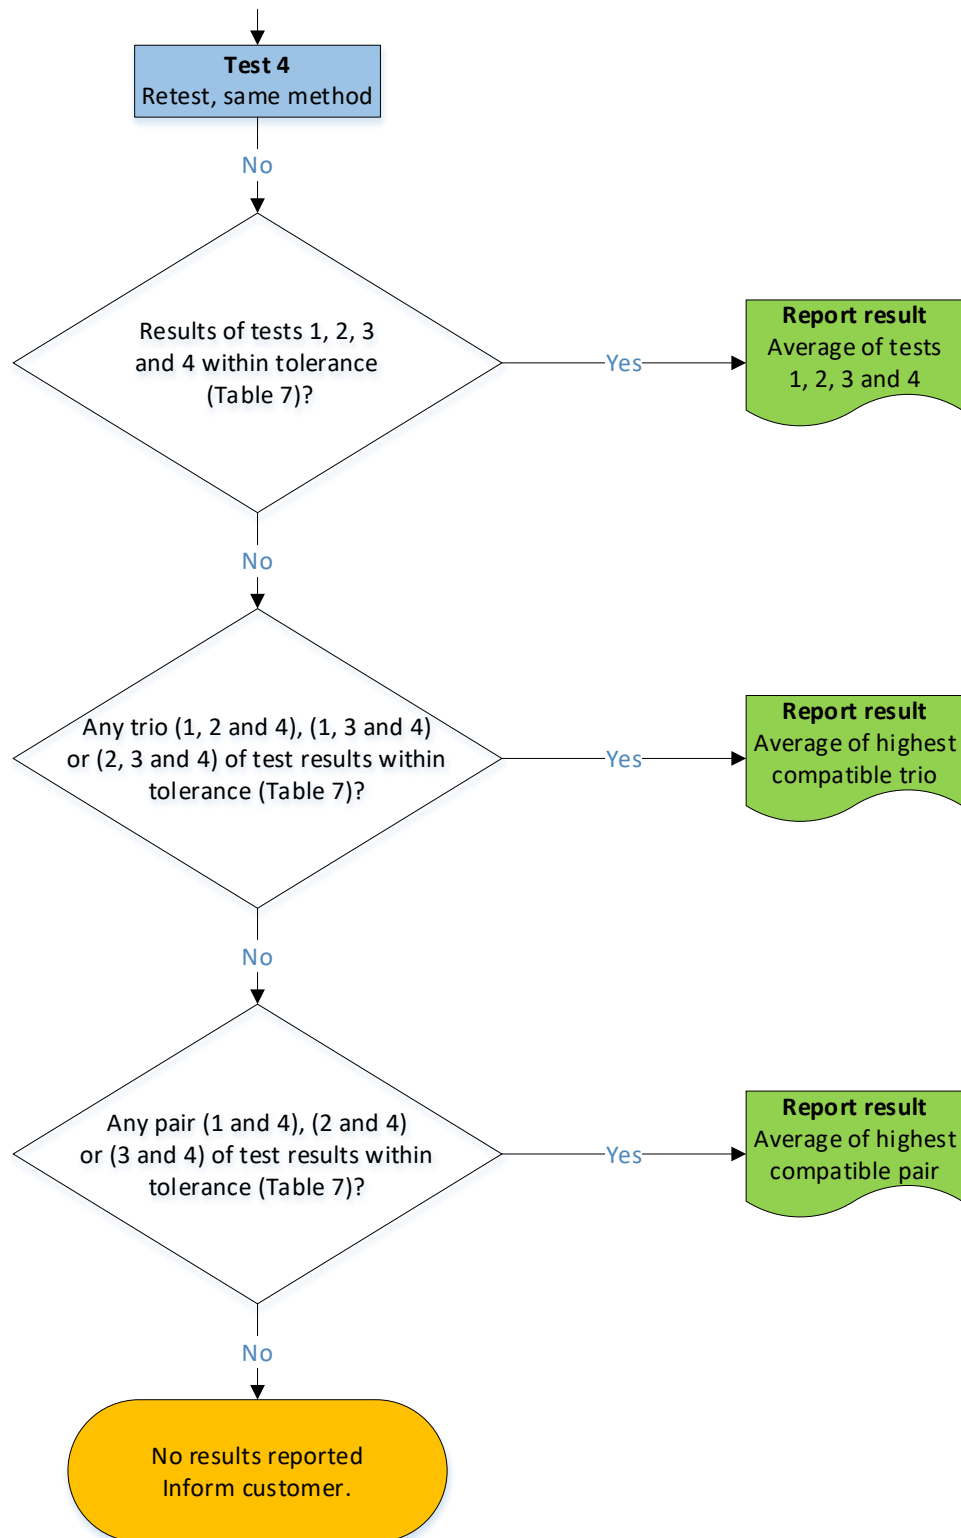 Test 4
Retest, same method
No
Results of tests 1, 2, 3
and 4 within tolerance
(Table 7)?
Yes
Report result
Average of tests
1, 2, 3 and 4
No
Any trio (1, 2 and 4), (1, 3 and 4)
or (2, 3 and 4) of test results within
tolerance (Table 7)?
Yes
Report result
Average of highest
compatible trio
No
Any pair (1 and 4), (2 and 4)
or (3 and 4) of test results within
tolerance (Table 7)?
Yes
Report result
Average of highest
compatible pair
No
No results reported
Inform customer.